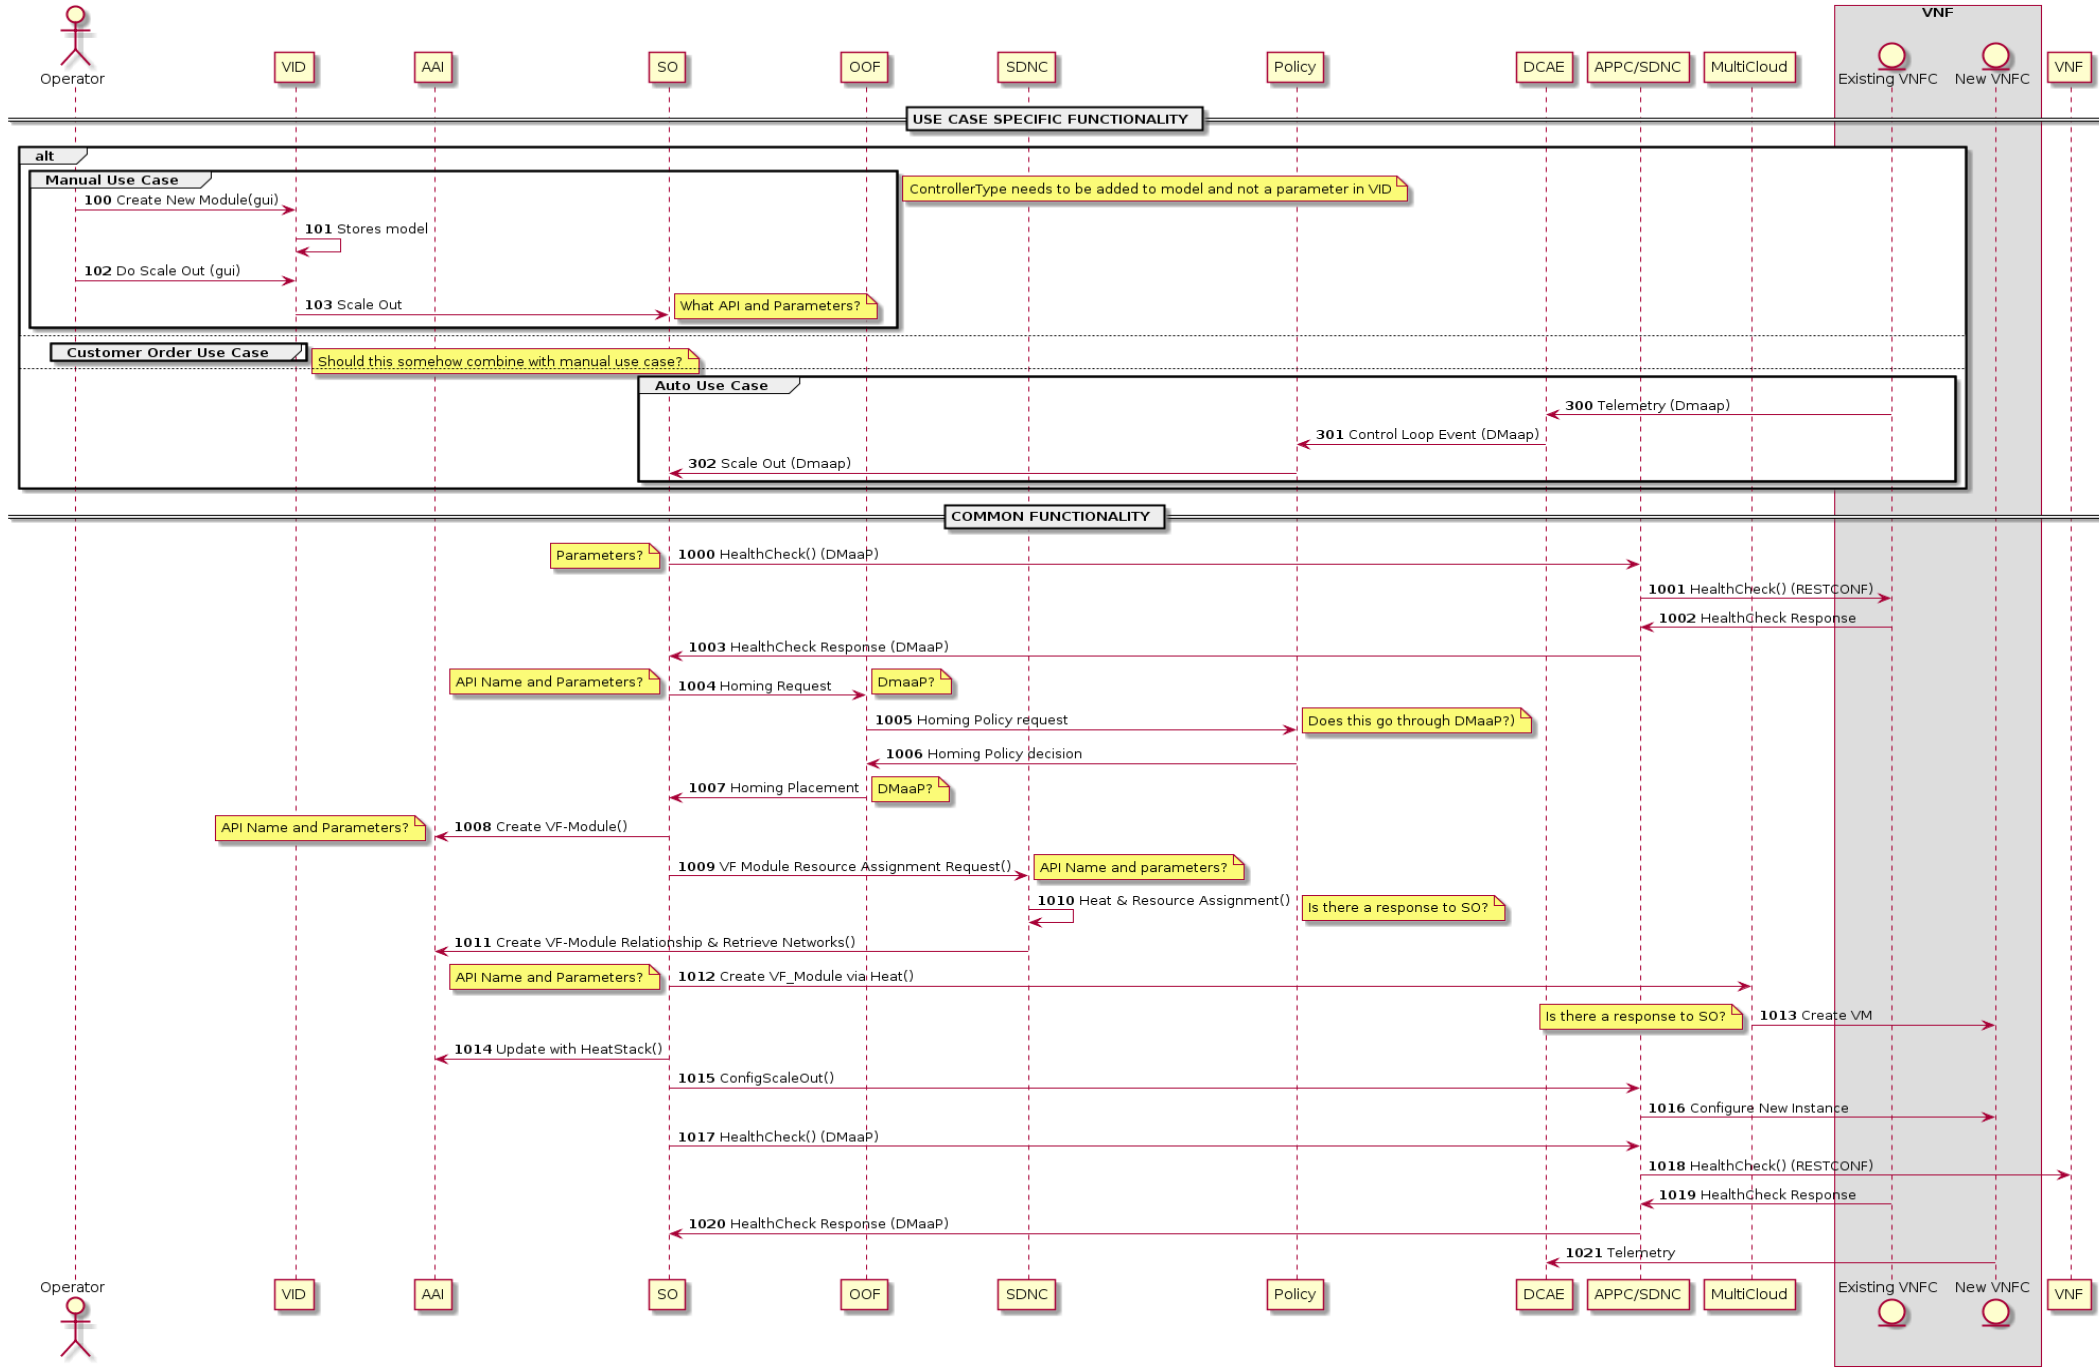 VNF
Operator
VID
AAI
SO
OOF
SDNC
Policy
DCAE
APPC/SDNC
MultiCloud
Existing VNFC
New VNFC
VNF
USE CASE SPECIFIC FUNCTIONALITY
alt
Manual Use Case
ControllerType needs to be added to model and not a parameter in VID
100 Create New Module(gui)
101 Stores model
102 Do Scale Out (gui)
103 Scale Out
What API and Parameters?
Customer Order Use Case
Should this somehow combine with manual use case?
Auto Use Case
300 Telemetry (Dmaap)
301 Control Loop Event (DMaap)
302 Scale Out (Dmaap)
COMMON FUNCTIONALITY
Parameters?
1000 HealthCheck() (DMaaP)
1001 HealthCheck() (RESTCONF)
1002 HealthCheck Response
1003 HealthCheck Response (DMaaP)
API Name and Parameters?
1004 Homing Request
DmaaP?
1005 Homing Policy request
Does this go through DMaaP?)
1006 Homing Policy decision
1007 Homing Placement
DMaaP?
API Name and Parameters?
1008 Create VF-Module()
1009 VF Module Resource Assignment Request()
API Name and parameters?
1010 Heat & Resource Assignment()
Is there a response to SO?
1011 Create VF-Module Relationship & Retrieve Networks()
API Name and Parameters?
1012 Create VF_Module via Heat()
Is there a response to SO?
1013 Create VM
1014 Update with HeatStack()
1015 ConfigScaleOut()
1016 Configure New Instance
1017 HealthCheck() (DMaaP)
1018 HealthCheck() (RESTCONF)
1019 HealthCheck Response
1020 HealthCheck Response (DMaaP)
1021 Telemetry
Operator
VID
AAI
SO
OOF
SDNC
Policy
DCAE
APPC/SDNC
MultiCloud
Existing VNFC
New VNFC
VNF